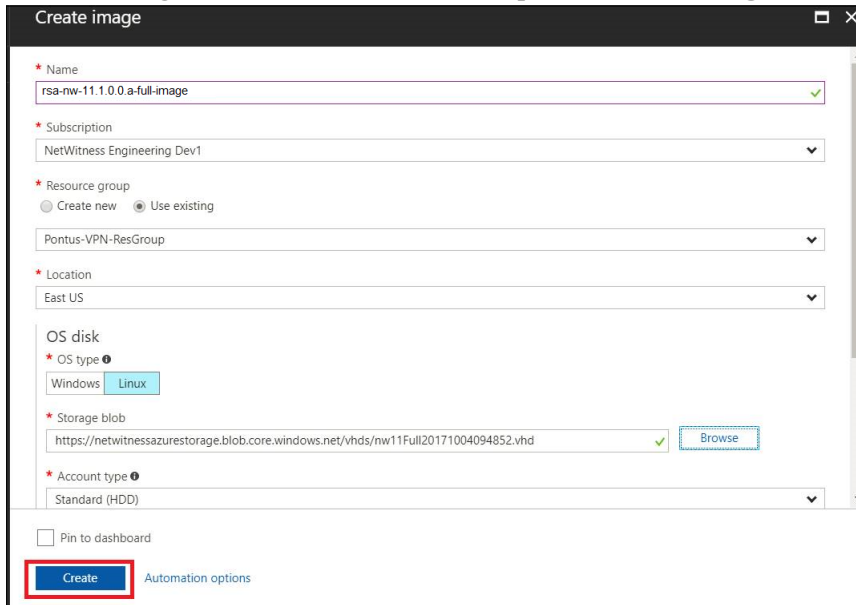 Create image
* Name
rsa-nw-11.1.0.0.a-full-image
* Subscription
NetWitness Engineering Dev1
* Resource group
Create new Use existing
Pontus-VPN-ResGroup
* Location
East US
OS disk
* OS type
Windows Linux
* Storage blob
https://netwitnessazurestorage.blob.core.windows.net/vhds/nw11Full20171004094852.vhd Browse
* Account type
Standard (HDD)
Pin to dashboard
Create Automation options